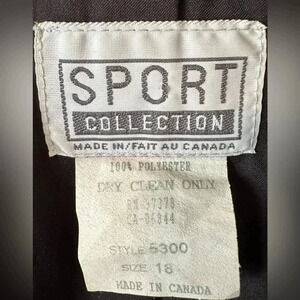 SPORT
COLLECTION
MADE IN/FAIT AU CANADA
100% POLYESTER
DRY CLEAN ONLY
RN 37378
CA 06844
STYLE 5300
SIZE 18
MADE IN CANADA